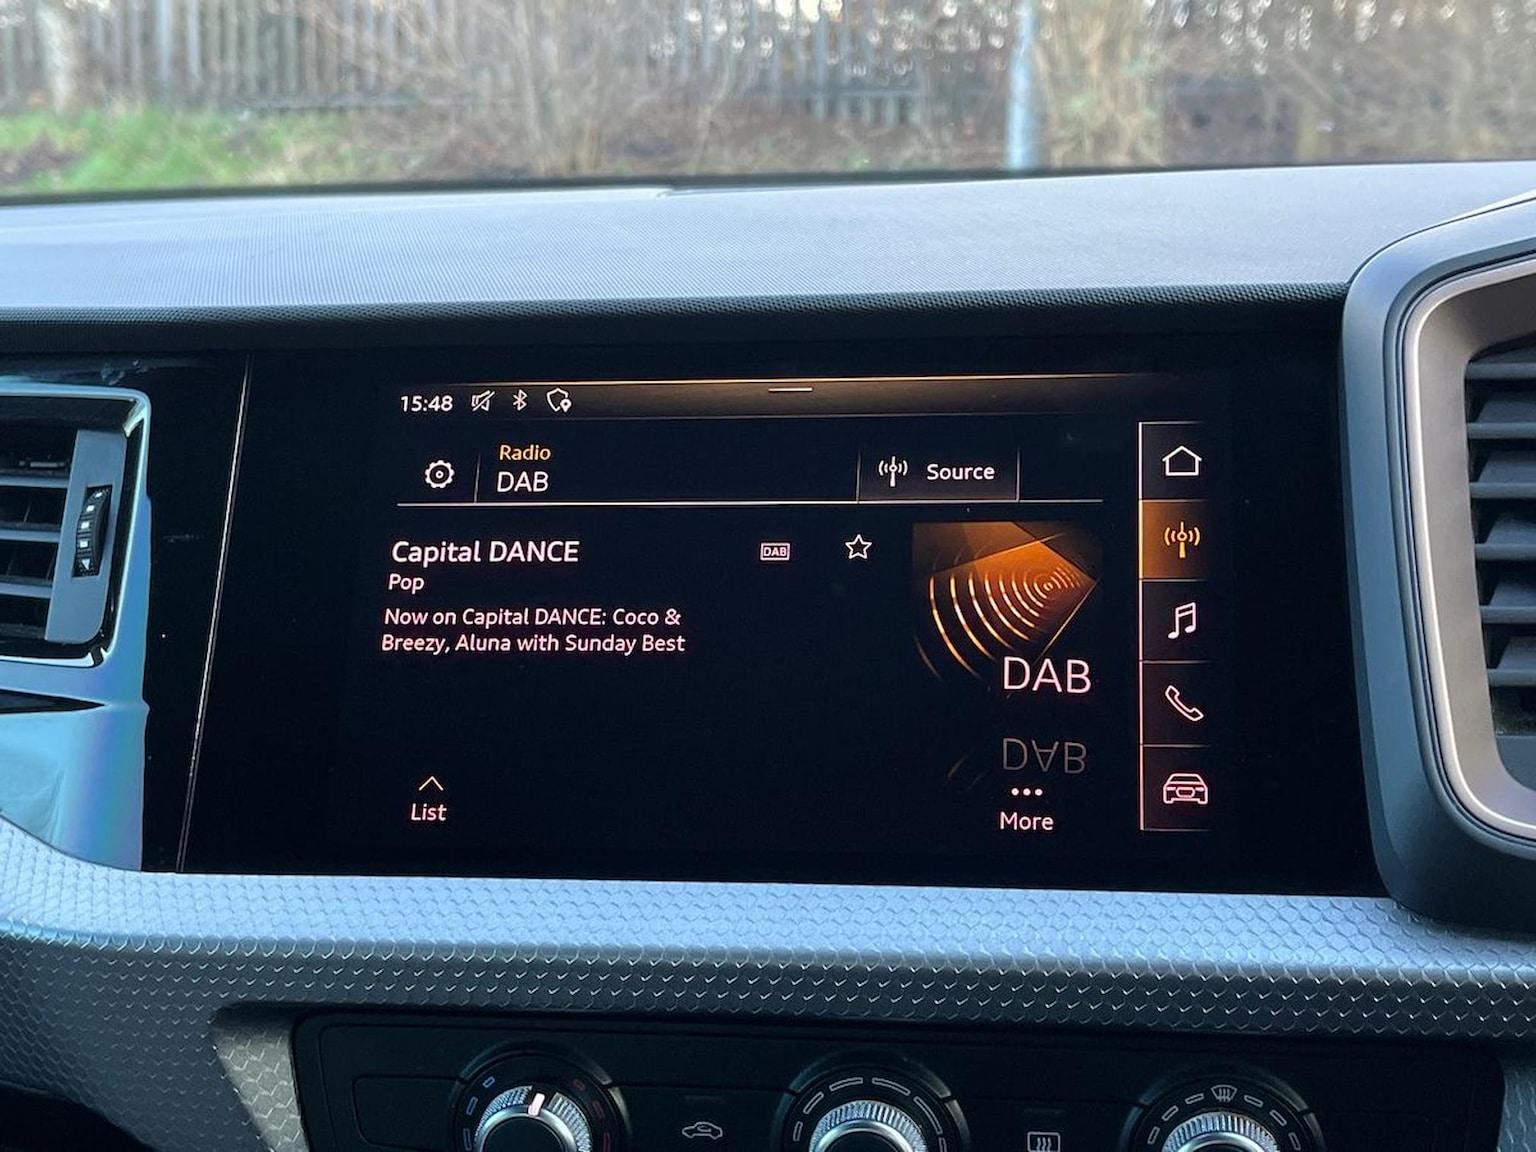 15:48
Radio
DAB
Source
Capital DANCE
DAB
Pop
Now on Capital DANCE: Coco &
Breezy, Aluna with Sunday Best
DAB
List
More